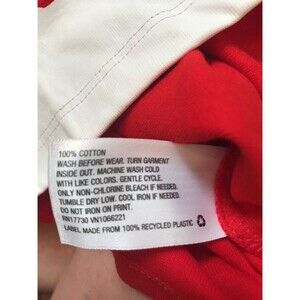 100% COTTON
WASH BEFORE WEAR. TURN GARMENT
INSIDE OUT. MACHINE WASH COLD
WITH LIKE COLORS. GENTLE CYCLE.
ONLY NON-CHLORINE BLEACH IF NEEDED.
TUMBLE DRY LOW. COOL IRON IF NEEDED.
DO NOT IRON ON PRINT.
RN17730 VN1066221
LABEL MADE FROM 100% RECYCLED PLASTIC